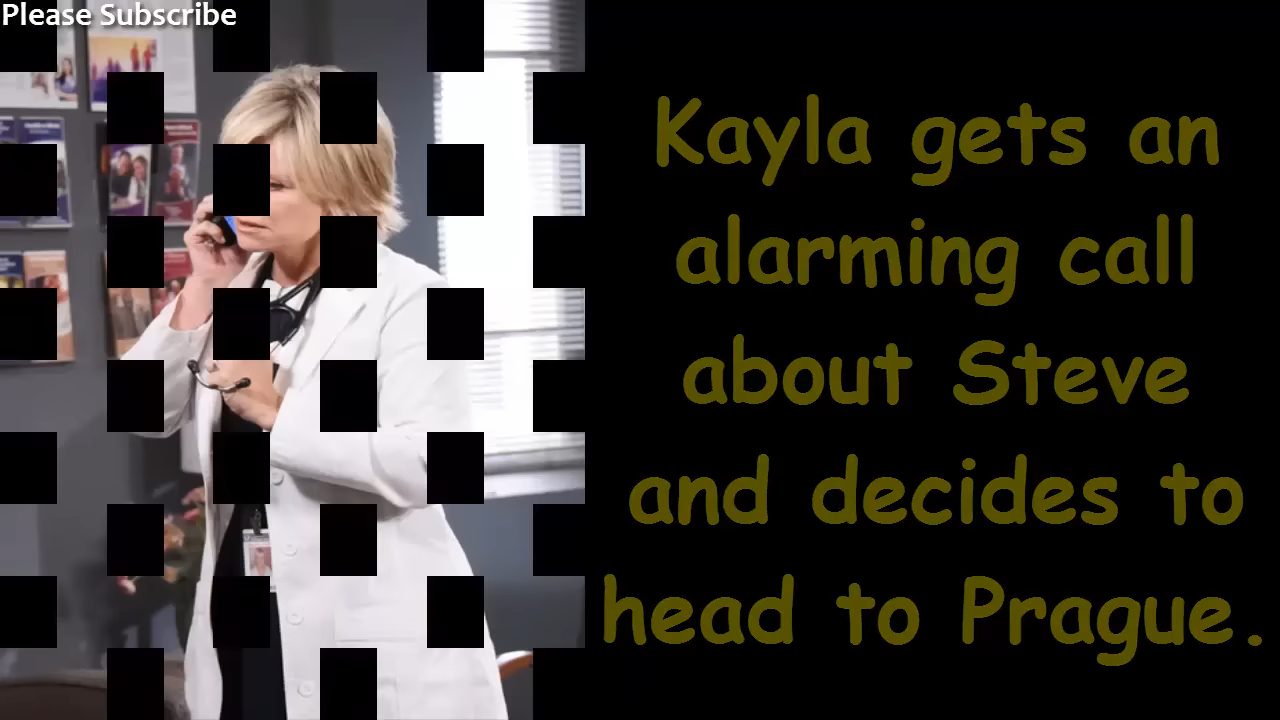 Please Subscribe
Kayla gets an
alarming call
about Steve
and decides to
head to Prague.